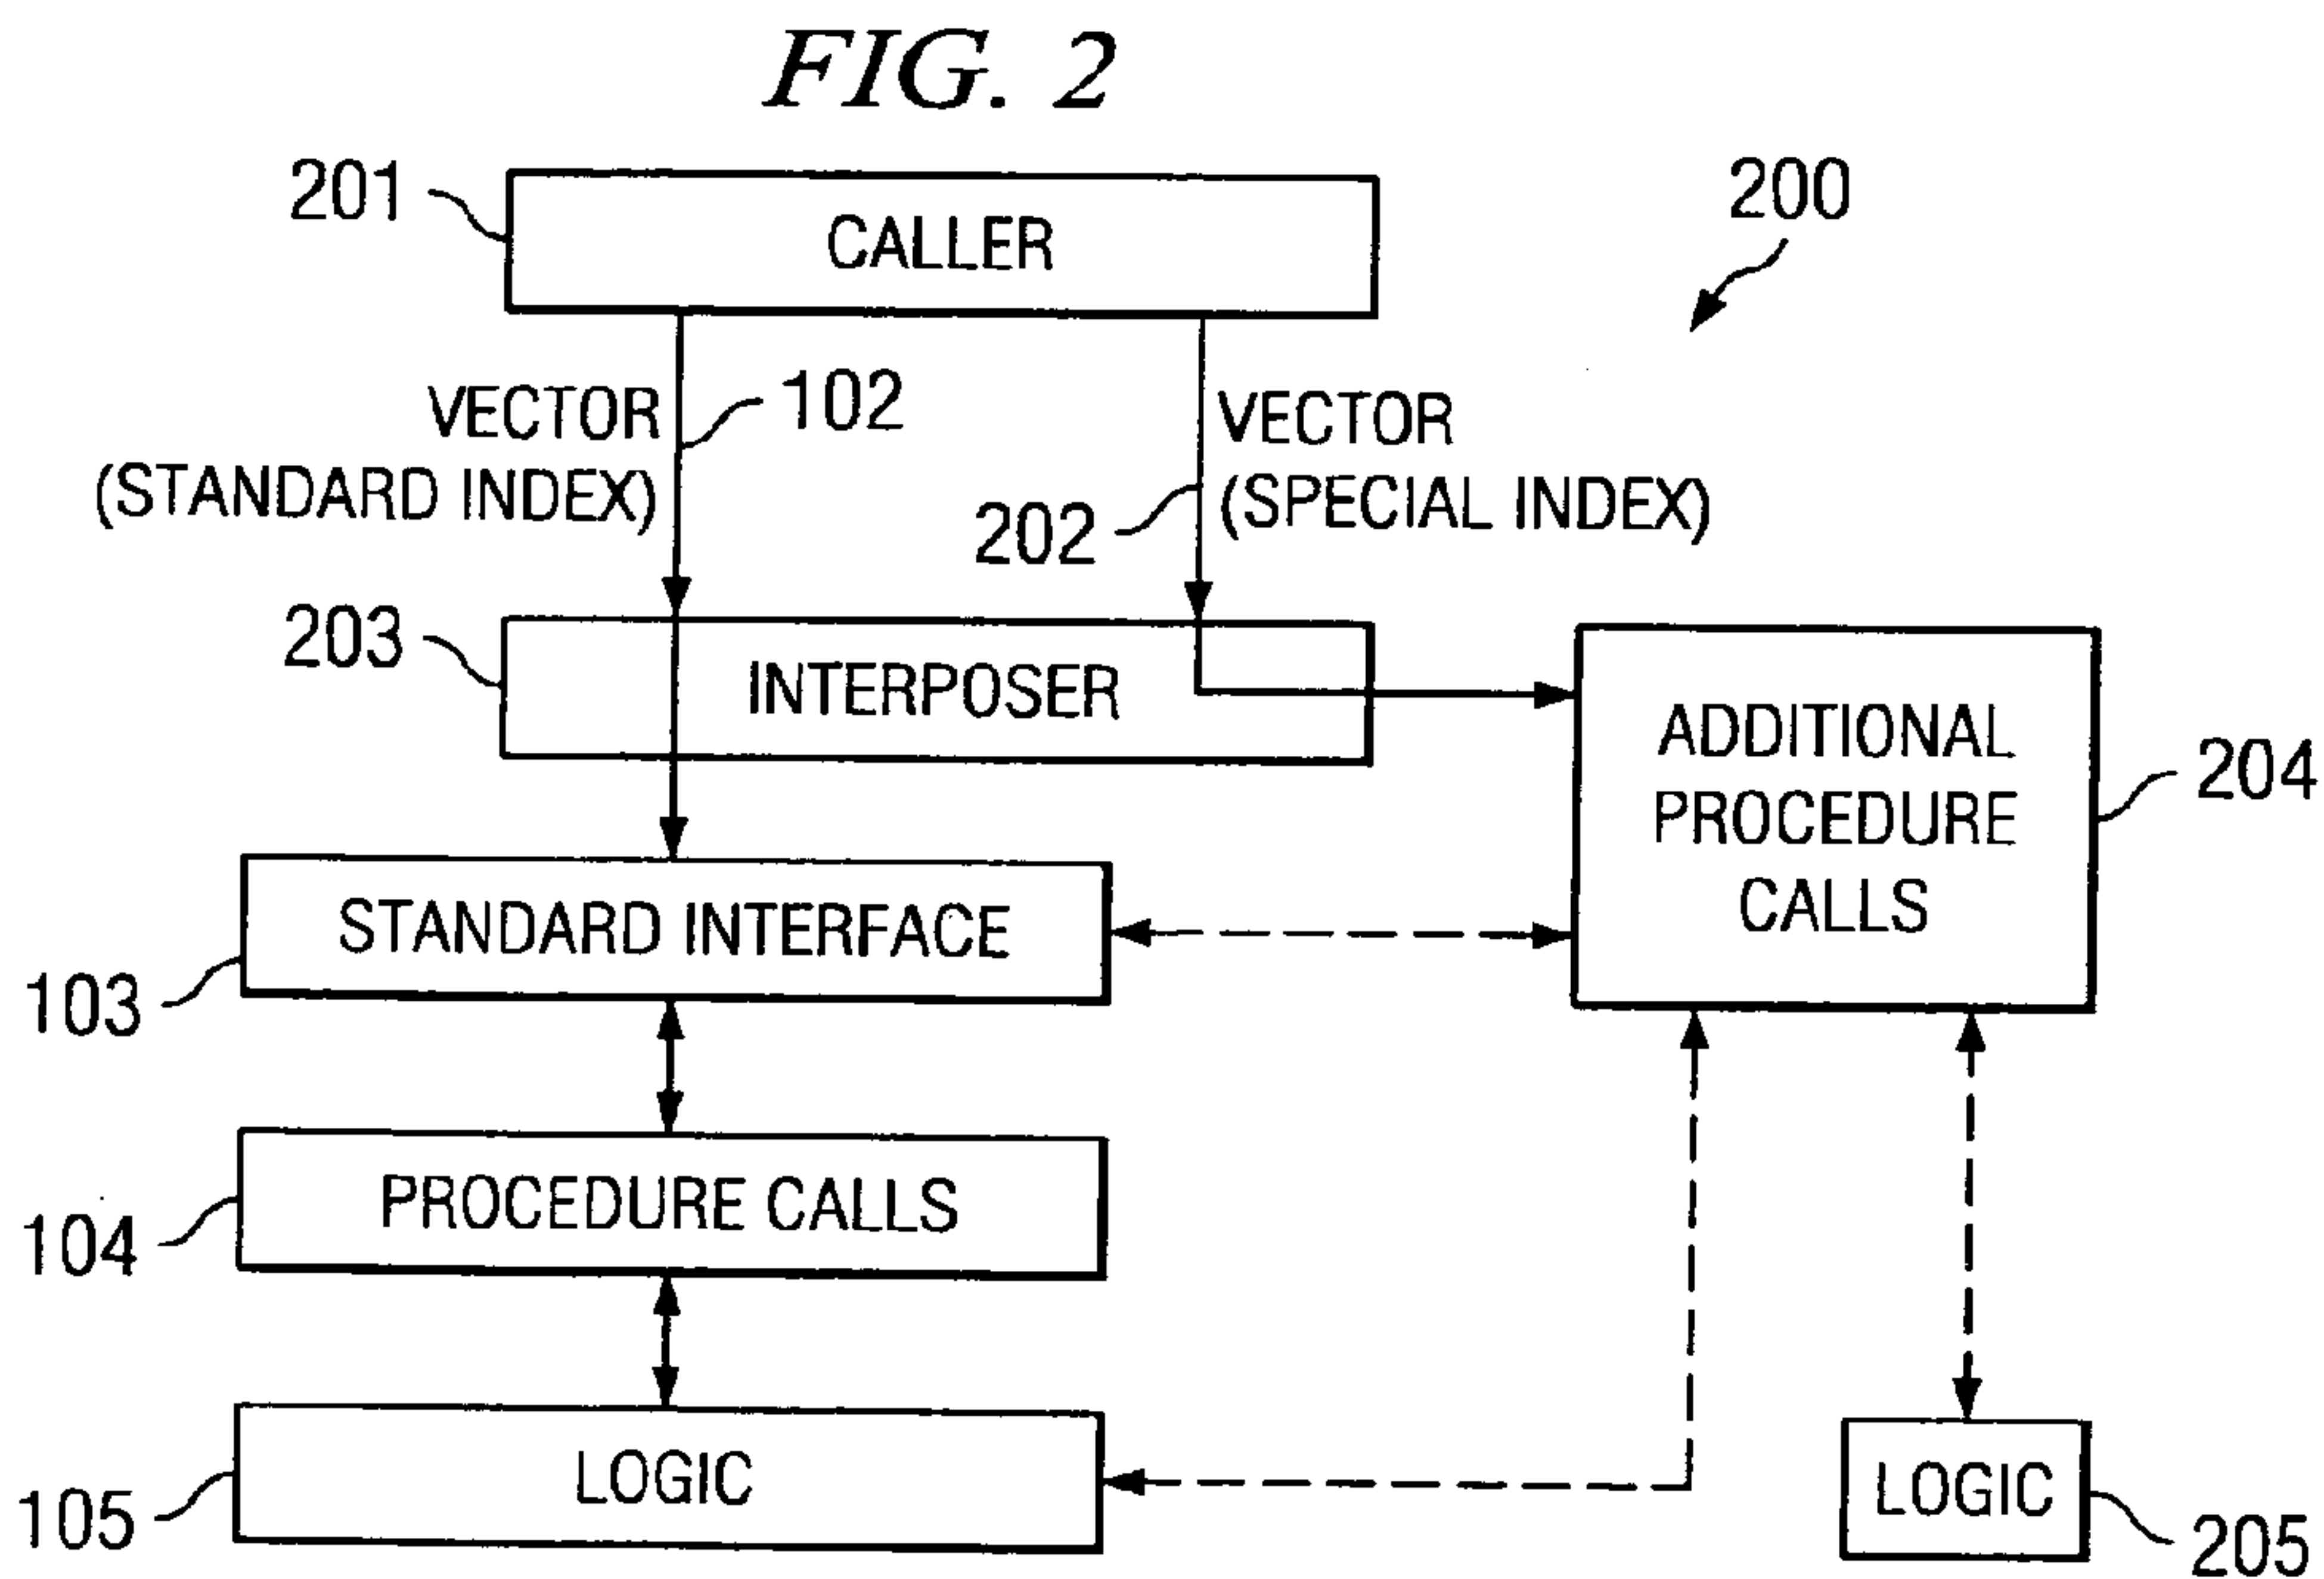 FIG. 2
201
CALLER
200
VECTOR
(STANDARD INDEX)
102
VECTOR
(SPECIAL INDEX)
202
203
INTERPOSER
ADDITIONAL
PROCEDURE
CALLS
204
STANDARD INTERFACE
103
PROCEDURE CALLS
104
LOGIC
105
LOGIC
205